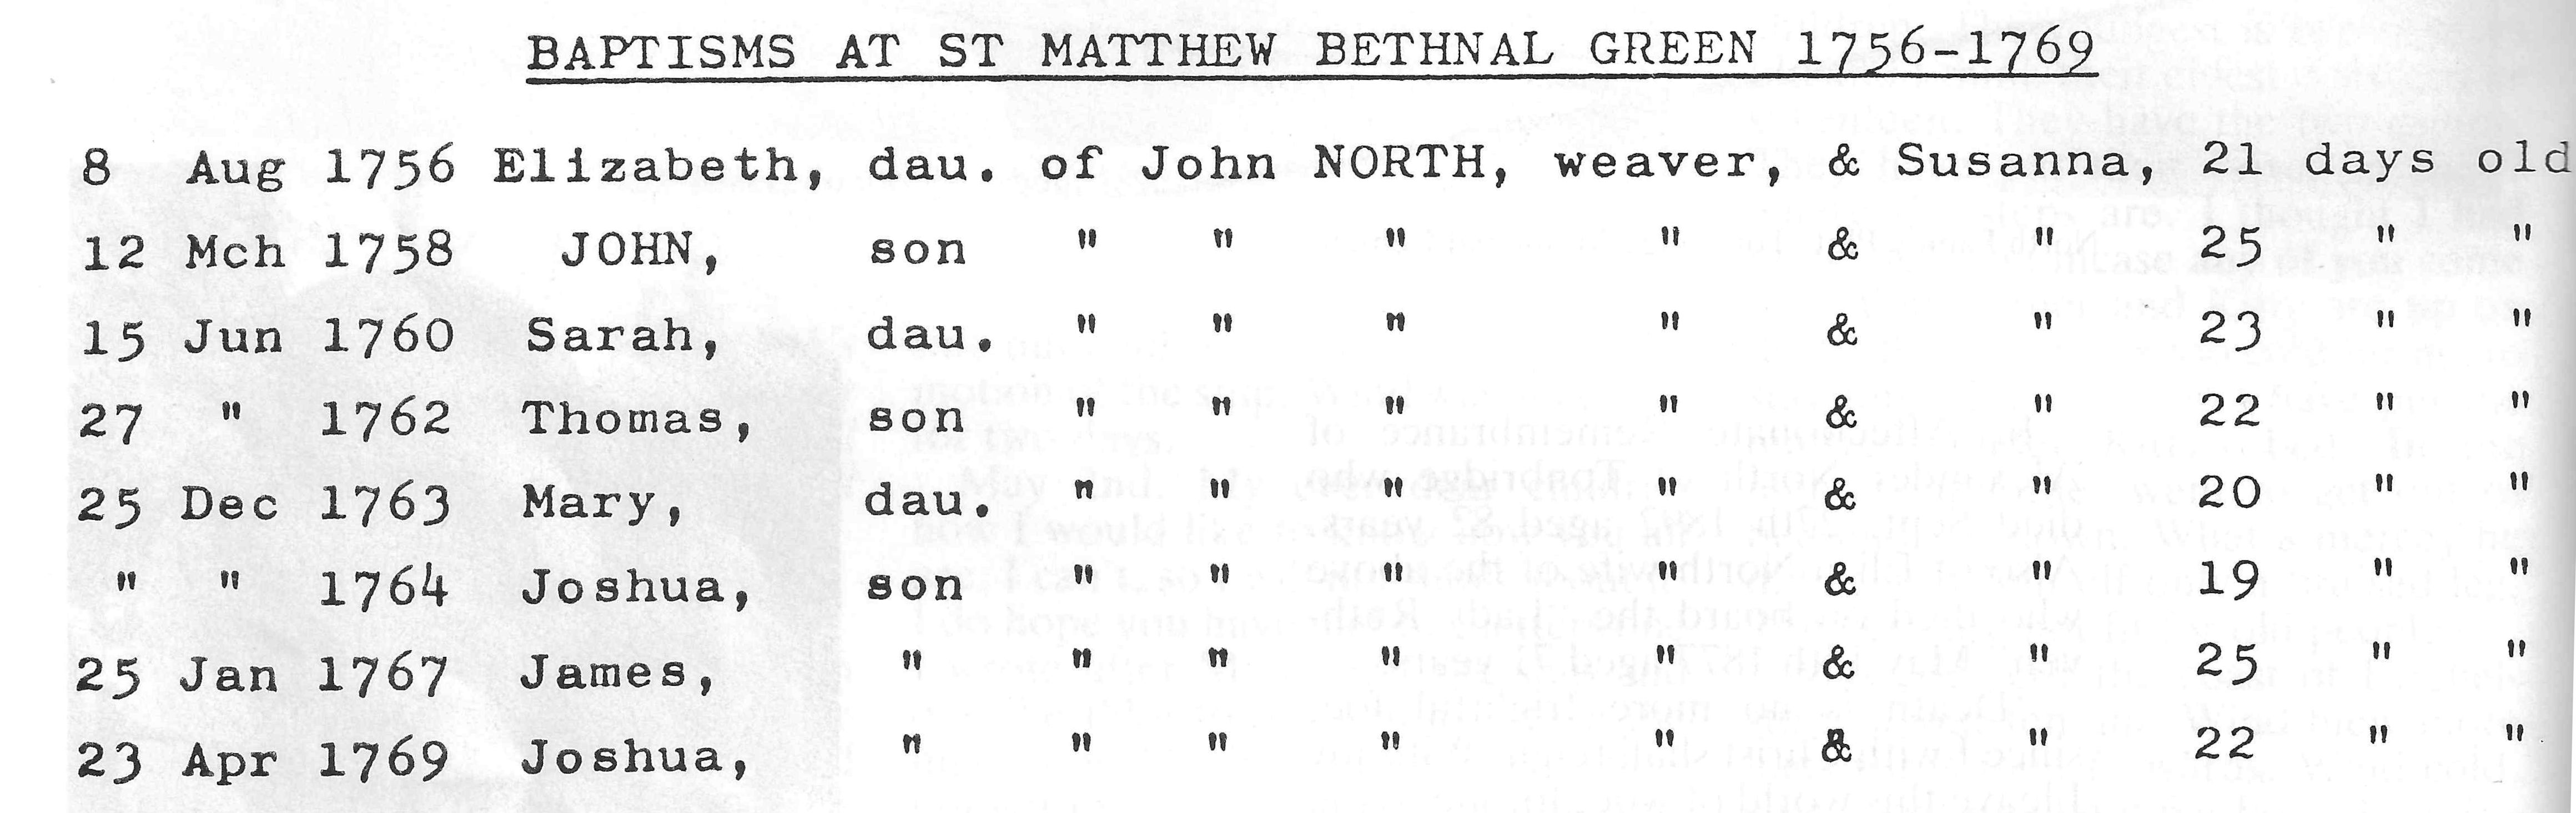 BAPTISMS AT ST MATTHEW BETHNAL GREEN 1756-1769
8 Aug 1756 Elizabeth, dau. of John NORTH, weaver, & Susanna, 21 days old
12 Mch 1758 JOHN, son " " " " & " 25 " "
15 Jun 1760 Sarah, dau. " " " " & " 23 " "
27 " 1762 Thomas, son " " " " & " 22 " "
25 Dec 1763 Mary, dau. " " " " & " 20 " "
" " 1764 Joshua, son " " " " & " 19 " "
25 Jan 1767 James, " " " " " & " 25 " "
23 Apr 1769 Joshua, " " " " " & " 22 " "